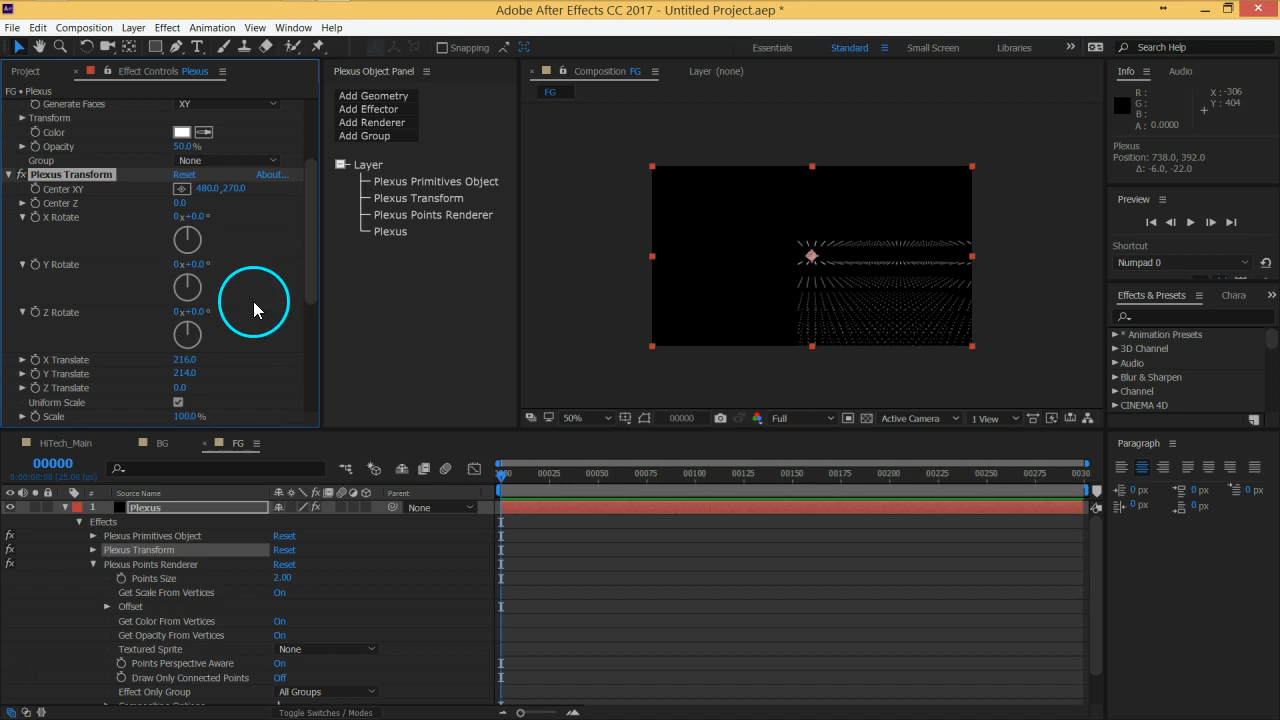 Adobe After Effects CC 2017 - Untitled Project.aep *
File Edit Composition Layer Effect Animation View Window Help
Snapping Essentials Standard Small Screen Libraries Search Help
Project Effect Controls Plexus
FG • Plexus
Generate Faces XY
Transform
Color
Opacity 50.0 %
Group None
Plexus Transform Reset About...
Center XY 480.0, 270.0
Center Z 0.0
X Rotate 0x+0.0°
Y Rotate 0x+0.0°
Z Rotate 0x+0.0°
X Translate 216.0
Y Translate 214.0
Z Translate 0.0
Uniform Scale
Scale 100.0 %
Plexus Object Panel
Add Geometry
Add Effector
Add Renderer
Add Group
Layer
Plexus Primitives Object
Plexus Transform
Plexus Points Renderer
Plexus
Composition FG Layer (none)
FG
50% 00000 Full Active Camera 1 View
Info Audio
R : X : -306
G : Y : 404
B :
A : 0.0000
Plexus
Position: 738.0, 392.0
Δ: -6.0, -22.0
Preview
Shortcut
Numpad 0
Effects & Presets Chara
* Animation Presets
3D Channel
Audio
Blur & Sharpen
Channel
CINEMA 4D
Paragraph
0 px 0 px 0 px
0 px 0 px
HiTech_Main BG FG
00000
0:00:00:00 (25.00 fps)
00025 00050 00075 00100 00125 00150 00175 00200 00225 00250 00275 0030
# Source Name Parent
1 Plexus None
Effects
Plexus Primitives Object Reset
Plexus Transform Reset
Plexus Points Renderer Reset
Points Size 2.00
Get Scale From Vertices On
Offset
Get Color From Vertices On
Get Opacity From Vertices On
Textured Sprite None
Points Perspective Aware On
Draw Only Connected Points Off
Effect Only Group All Groups
Toggle Switches / Modes